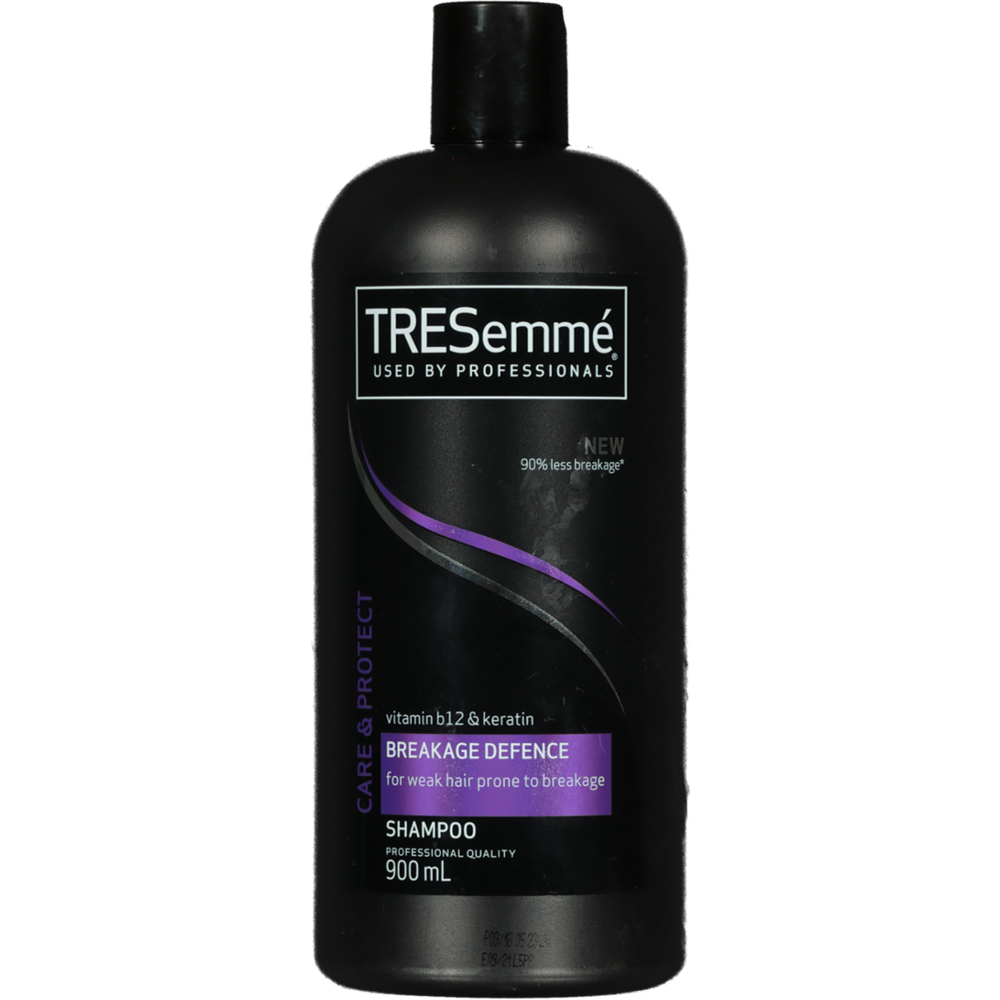 TRESemmé®
USED BY PROFESSIONALS
NEW
90% less breakage*
CARE & PROTECT
vitamin b12 & keratin
BREAKAGE DEFENCE
for weak hair prone to breakage
SHAMPOO
PROFESSIONAL QUALITY
900 mL